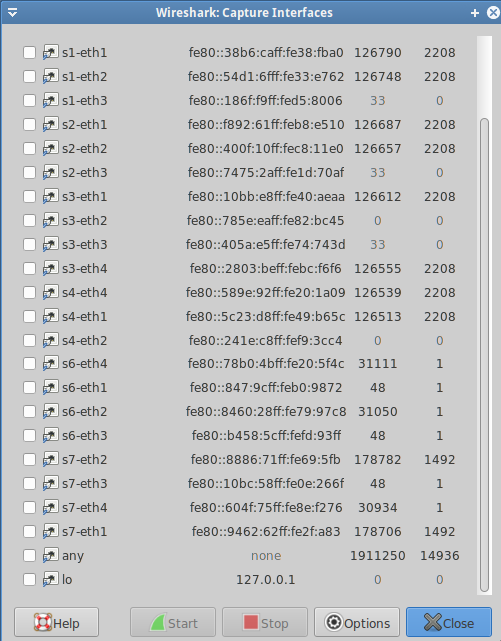 Wireshark: Capture Interfaces
s1-eth1 fe80::38b6:caff:fe38:fba0 126790 2208
s1-eth2 fe80::54d1:6fff:fe33:e762 126748 2208
s1-eth3 fe80::186f:f9ff:fed5:8006 33 0
s2-eth1 fe80::f892:61ff:feb8:e510 126687 2208
s2-eth2 fe80::400f:10ff:fec8:11e0 126657 2208
s2-eth3 fe80::7475:2aff:fe1d:70af 33 0
s3-eth1 fe80::10bb:e8ff:fe40:aeaa 126612 2208
s3-eth2 fe80::785e:eaff:fe82:bc45 0 0
s3-eth3 fe80::405a:e5ff:fe74:743d 33 0
s3-eth4 fe80::2803:beff:febc:f6f6 126555 2208
s4-eth4 fe80::589e:92ff:fe20:1a09 126539 2208
s4-eth1 fe80::5c23:d8ff:fe49:b65c 126513 2208
s4-eth2 fe80::241e:c8ff:fef9:3cc4 0 0
s6-eth4 fe80::78b0:4bff:fe20:5f4c 31111 1
s6-eth1 fe80::847:9cff:feb0:9872 48 1
s6-eth2 fe80::8460:28ff:fe79:97c8 31050 1
s6-eth3 fe80::b458:5cff:fefd:93ff 48 1
s7-eth2 fe80::8886:71ff:fe69:5fb 178782 1492
s7-eth3 fe80::10bc:58ff:fe0e:266f 48 1
s7-eth4 fe80::604f:75ff:fe8e:f276 30934 1
s7-eth1 fe80::9462:62ff:fe2f:a83 178706 1492
any none 1911250 14936
lo 127.0.0.1 0 0
Help Start Stop Options Close